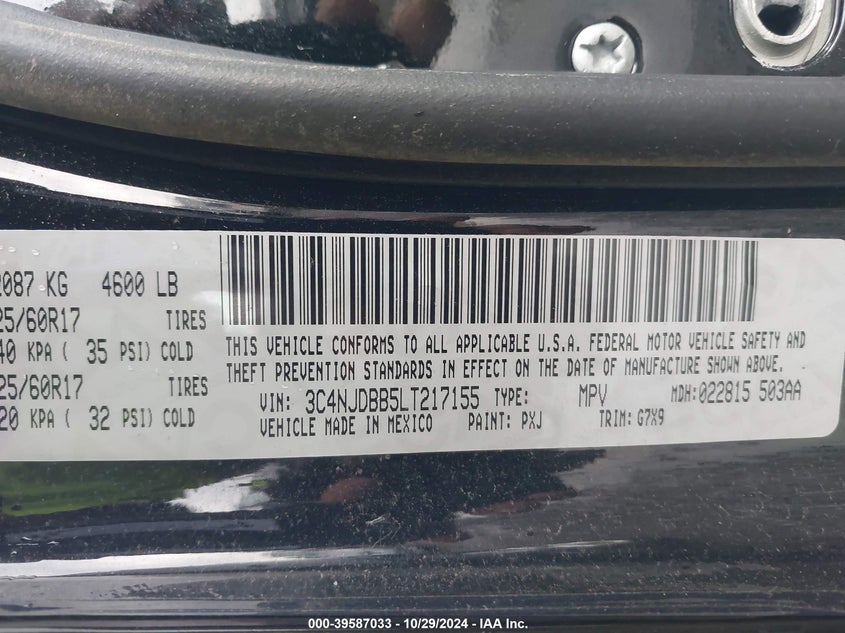 2087 KG 4600 LB
25/60R17 TIRES
40 KPA ( 35 PSI) COLD
25/60R17 TIRES
20 KPA ( 32 PSI) COLD
THIS VEHICLE CONFORMS TO ALL APPLICABLE U.S.A. FEDERAL MOTOR VEHICLE SAFETY AND
THEFT PREVENTION STANDARDS IN EFFECT ON THE DATE OF MANUFACTURE SHOWN ABOVE.
VIN: 3C4NJDBB5LT217155 TYPE: MPV MDH:022815 503AA
VEHICLE MADE IN MEXICO PAINT: PXJ TRIM: G7X9
000-39587033 - 10/29/2024 - IAA Inc.